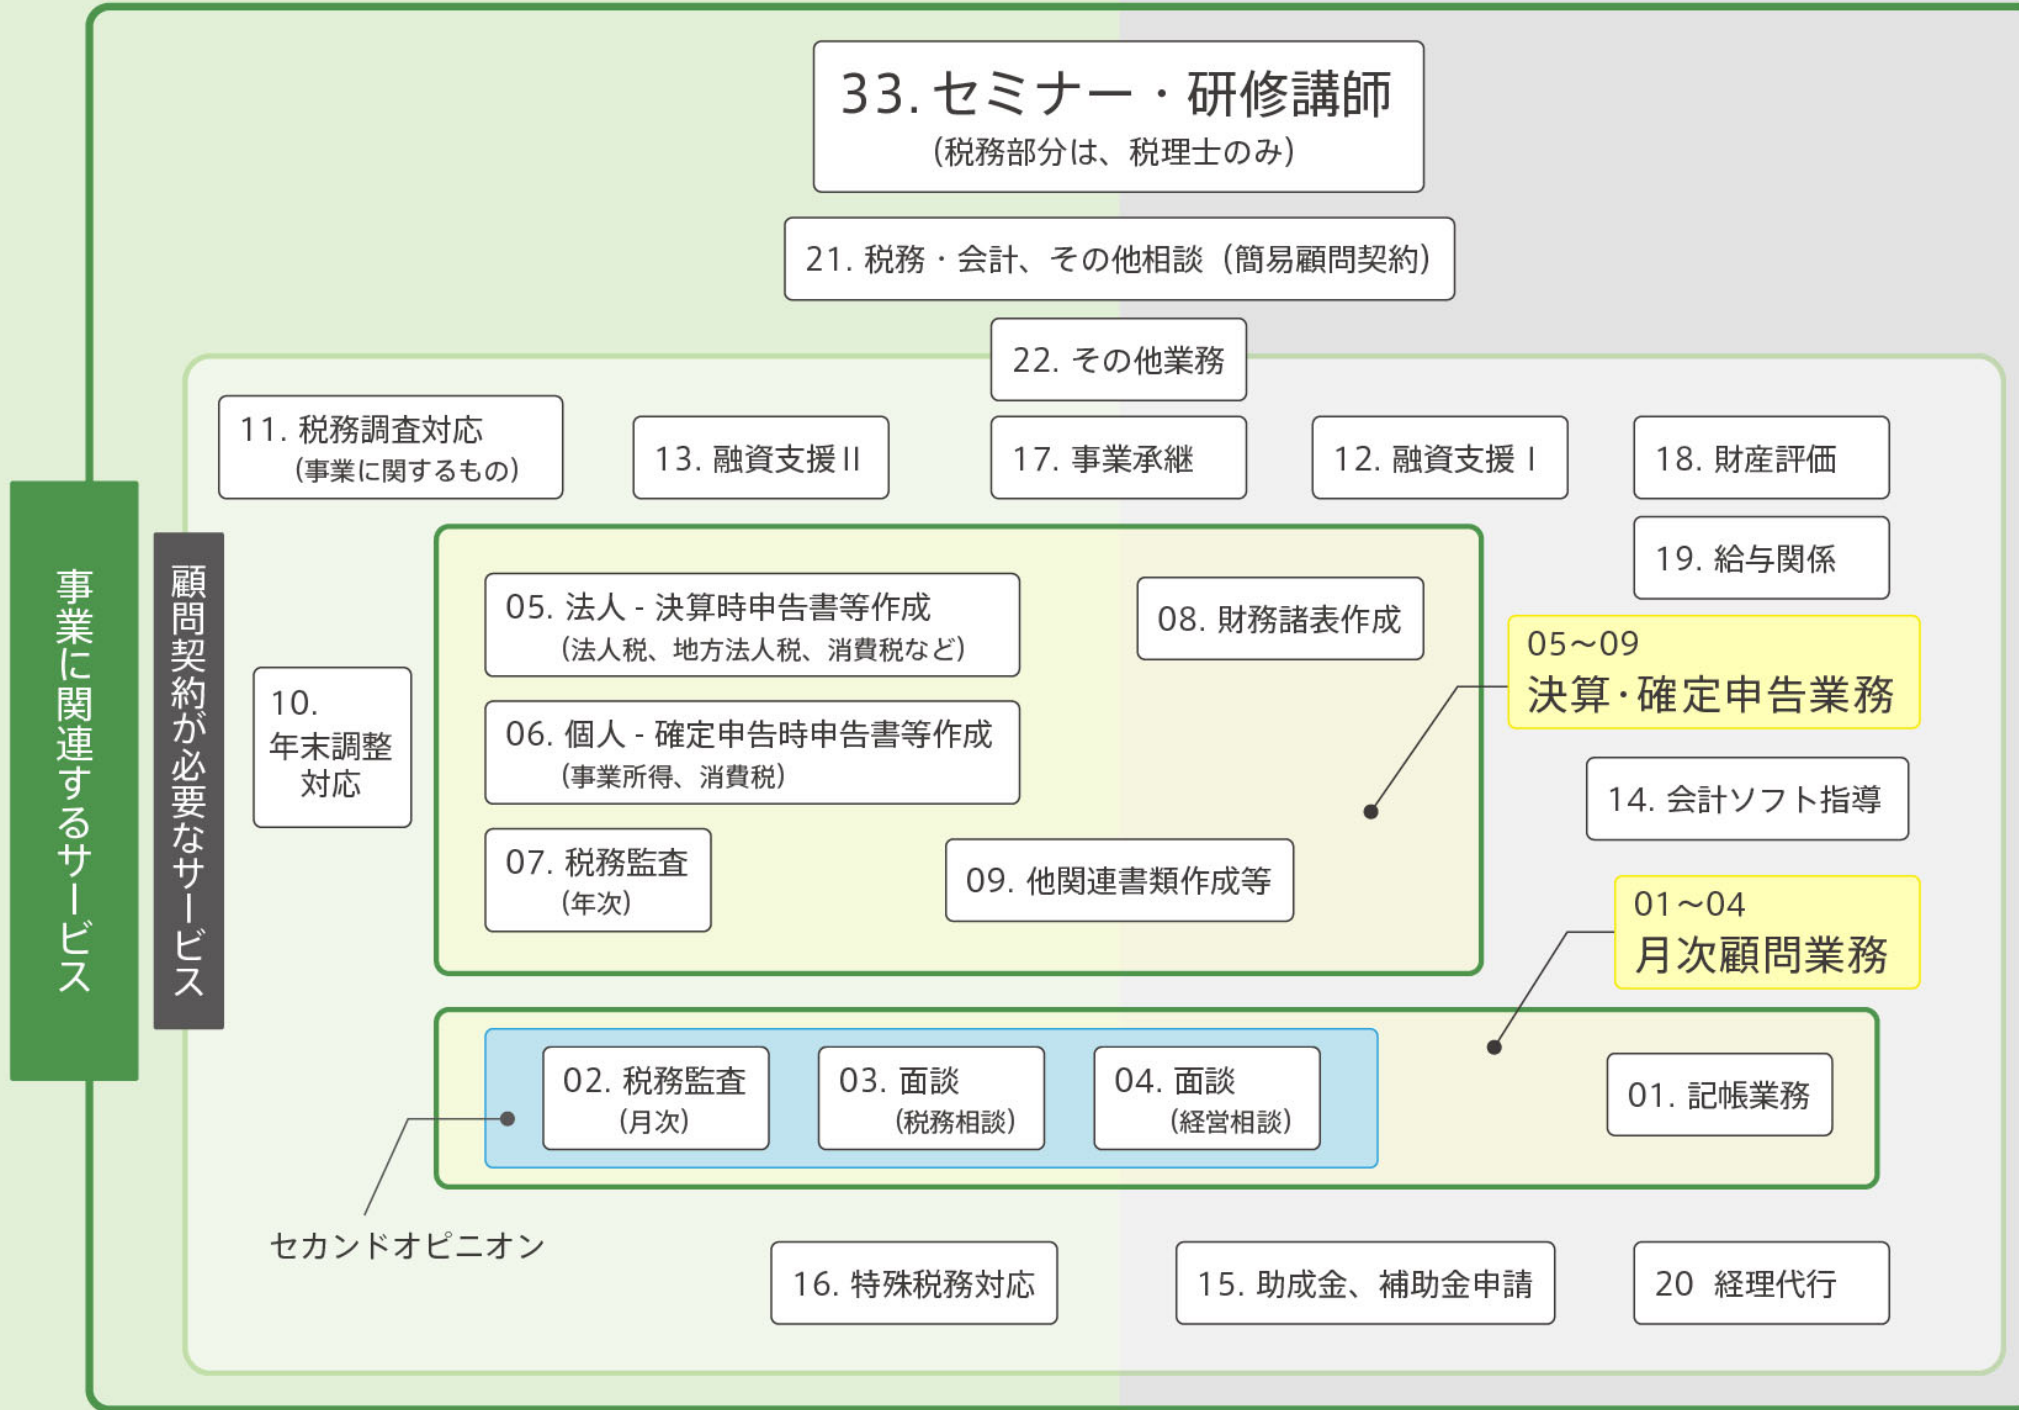 33. セミナー・研修講師
(税務部分は、税理士のみ)
21. 税務・会計、その他相談（簡易顧問契約）
22. その他業務
11. 税務調査対応
(事業に関するもの)
13. 融資支援Ⅱ
17. 事業承継
12. 融資支援Ⅰ
18. 財産評価
19. 給与関係
事業に関連するサービス
顧問契約が必要なサービス
05. 法人 - 決算時申告書等作成
(法人税、地方法人税、消費税など)
08. 財務諸表作成
05～09
決算・確定申告業務
10.
年末調整
対応
06. 個人 - 確定申告時申告書等作成
(事業所得、消費税)
14. 会計ソフト指導
07. 税務監査
(年次)
09. 他関連書類作成等
01～04
月次顧問業務
02. 税務監査
(月次)
03. 面談
(税務相談)
04. 面談
(経営相談)
01. 記帳業務
セカンドオピニオン
16. 特殊税務対応
15. 助成金、補助金申請
20 経理代行